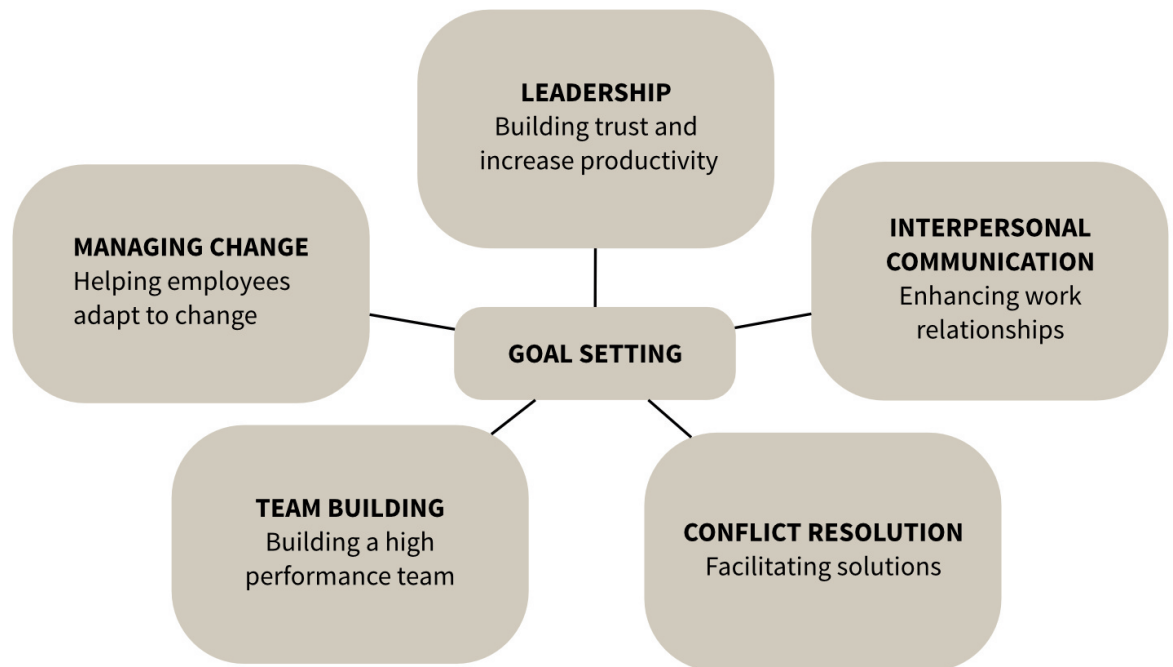 LEADERSHIP
Building trust and
increase productivity
MANAGING CHANGE
Helping employees
adapt to change
INTERPERSONAL
COMMUNICATION
Enhancing work
relationships
GOAL SETTING
TEAM BUILDING
Building a high
performance team
CONFLICT RESOLUTION
Facilitating solutions